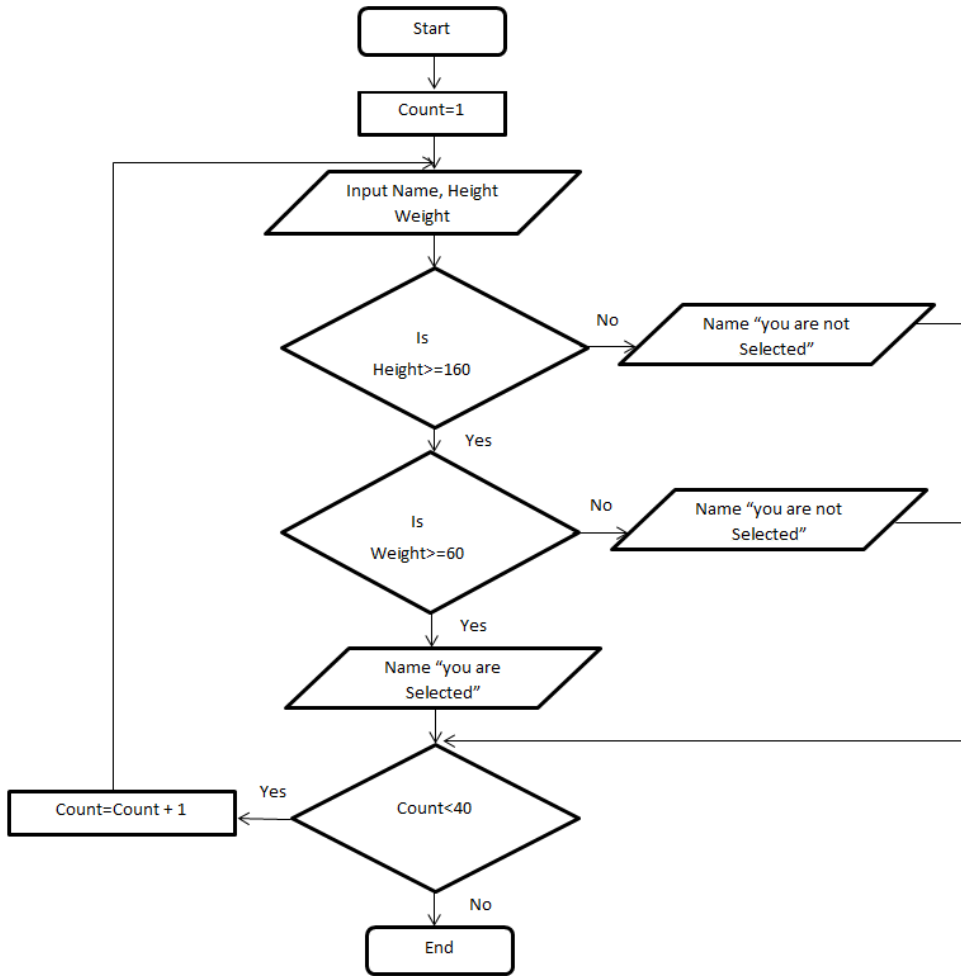 Start
Count=1
Input Name, Height
Weight
Is
Height>=160
No
Name “you are not
Selected”
Yes
Is
Weight>=60
No
Name “you are not
Selected”
Yes
Name “you are
Selected”
Count<40
Yes
Count=Count + 1
No
End